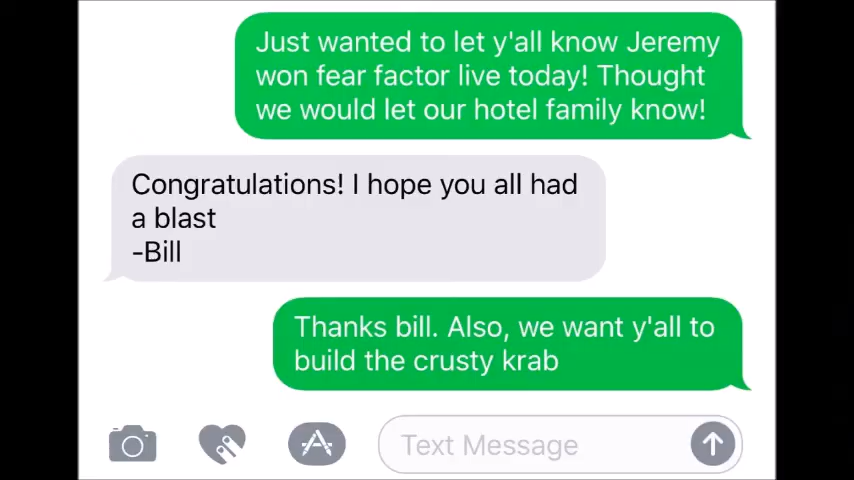 Just wanted to let y'all know Jeremy
won fear factor live today! Thought
we would let our hotel family know!
Congratulations! I hope you all had
a blast
-Bill
Thanks bill. Also, we want y'all to
build the crusty krab
Text Message